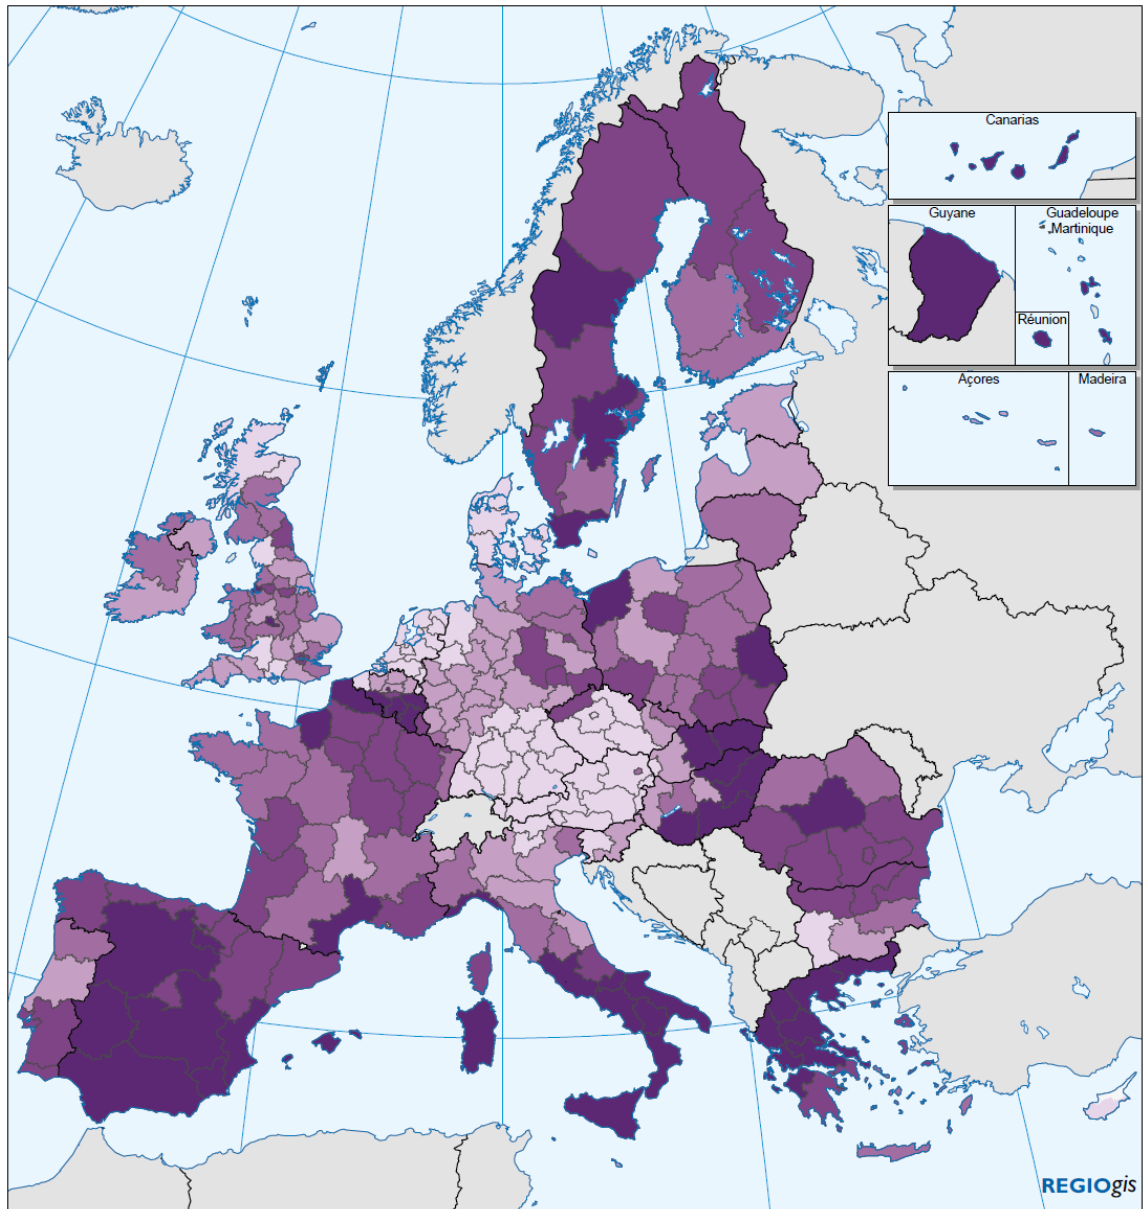 Canarias
Guyane
Guadeloupe
Martinique
Réunion
Açores
Madeira
REGIOgis